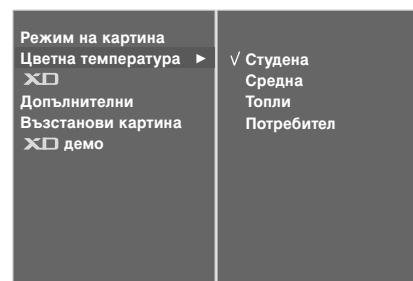 Режим на картина
Цветна температура ►
XD
Допълнителни
Възстанови картина
XD демо
√ Студена
Средна
Топли
Потребител